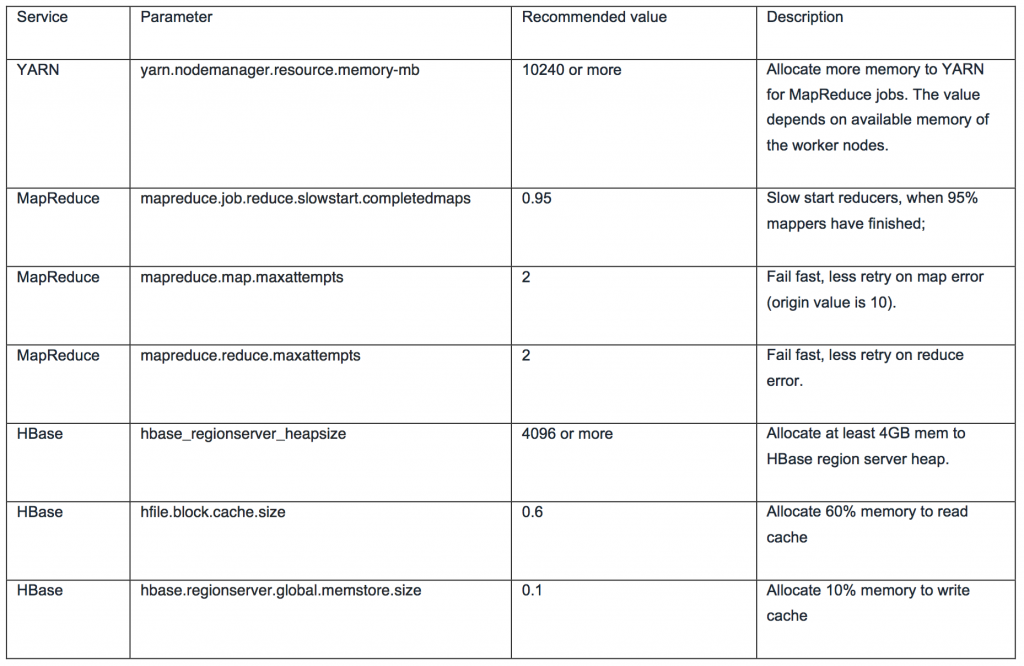 Service Parameter Recommended value Description
YARN yarn.nodemanager.resource.memory-mb 10240 or more Allocate more memory to YARN
for MapReduce jobs. The value
depends on available memory of
the worker nodes.
MapReduce mapreduce.job.reduce.slowstart.completedmaps 0.95 Slow start reducers, when 95%
mappers have finished;
MapReduce mapreduce.map.maxattempts 2 Fail fast, less retry on map error
(origin value is 10).
MapReduce mapreduce.reduce.maxattempts 2 Fail fast, less retry on reduce
error.
HBase hbase_regionserver_heapsize 4096 or more Allocate at least 4GB mem to
HBase region server heap.
HBase hfile.block.cache.size 0.6 Allocate 60% memory to read
cache
HBase hbase.regionserver.global.memstore.size 0.1 Allocate 10% memory to write
cache